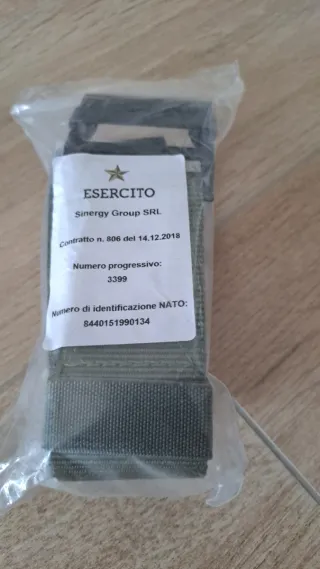 ESERCITO
Sinergy Group SRL
Contratto n. 806 del 14.12.2018
Numero progressivo:
3399
Numero di identificazione NATO:
8440151990134